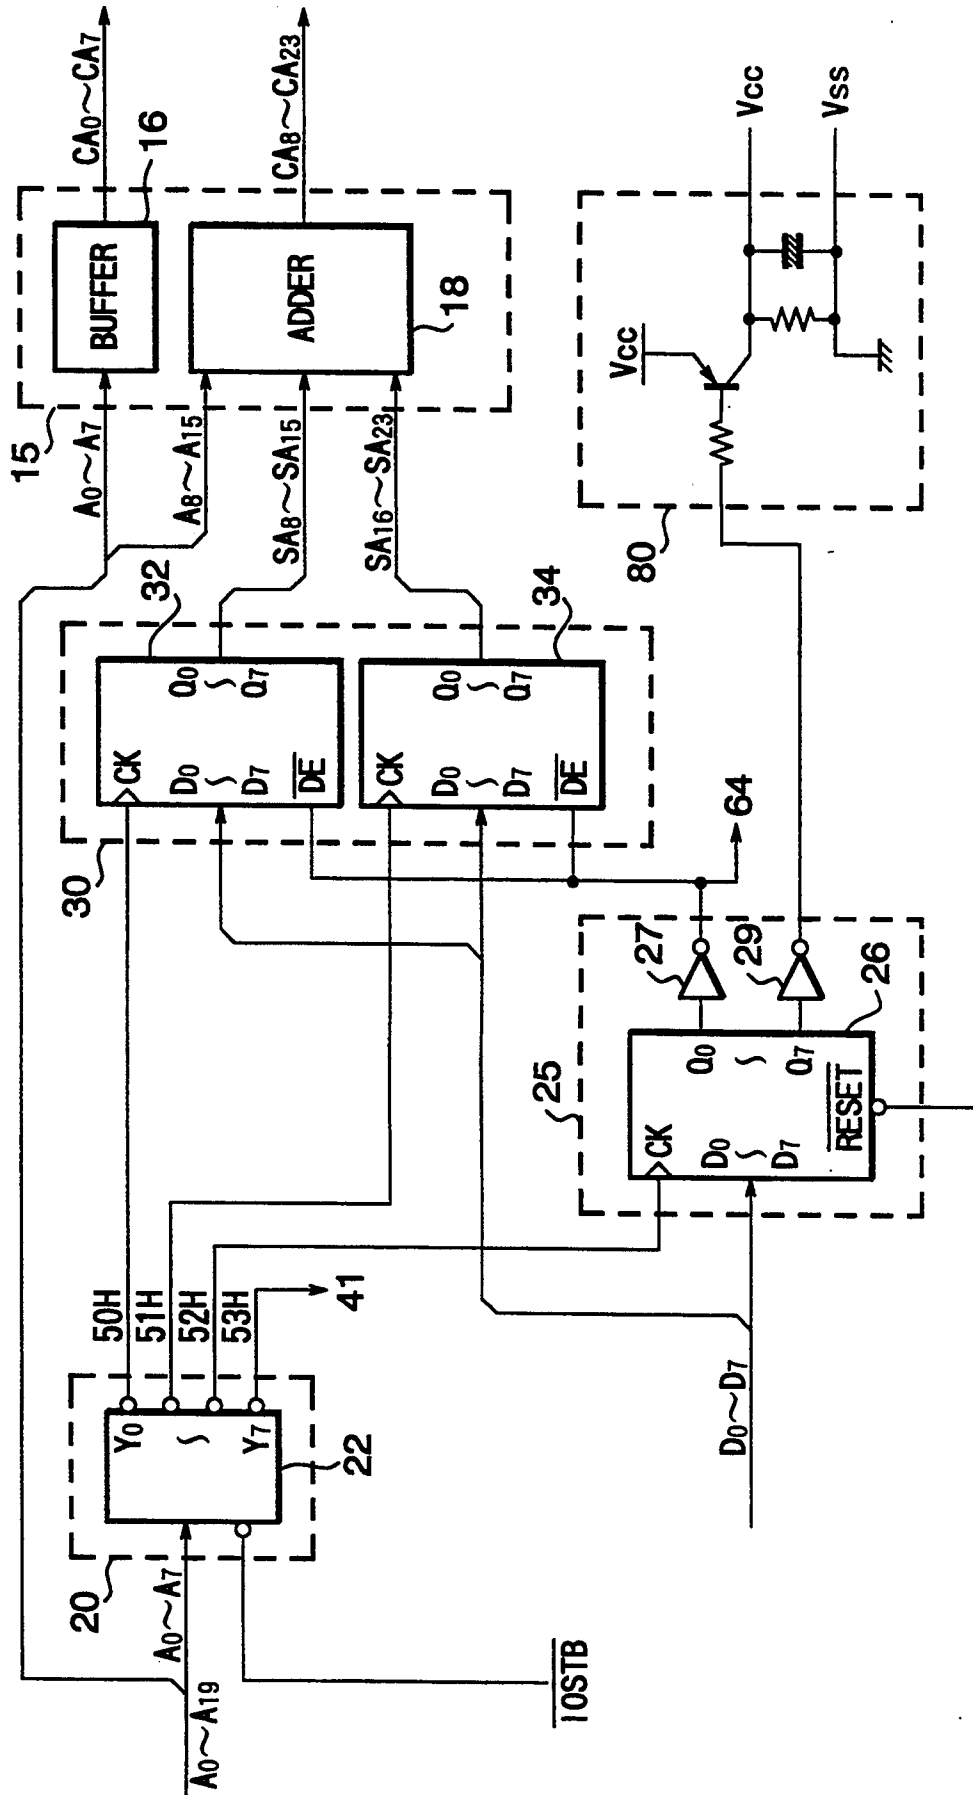 CA0~CA7
CA8~CA23
16
BUFFER
ADDER
18
15
A0~A7
A8~A15
SA8~SA15
SA16~SA23
Vcc
Vss
Vcc
80
32
34
Q0 ~ Q7
CK
D0 ~ D7
DE
Q0 ~ Q7
CK
D0 ~ D7
DE
30
64
27
29
26
25
Q0 ~ Q7
CK
D0 ~ D7
RESET
50H
51H
52H
53H
41
Y0 ~ Y7
22
20
A0~A7
A0~A19
IOSTB
D0~D7